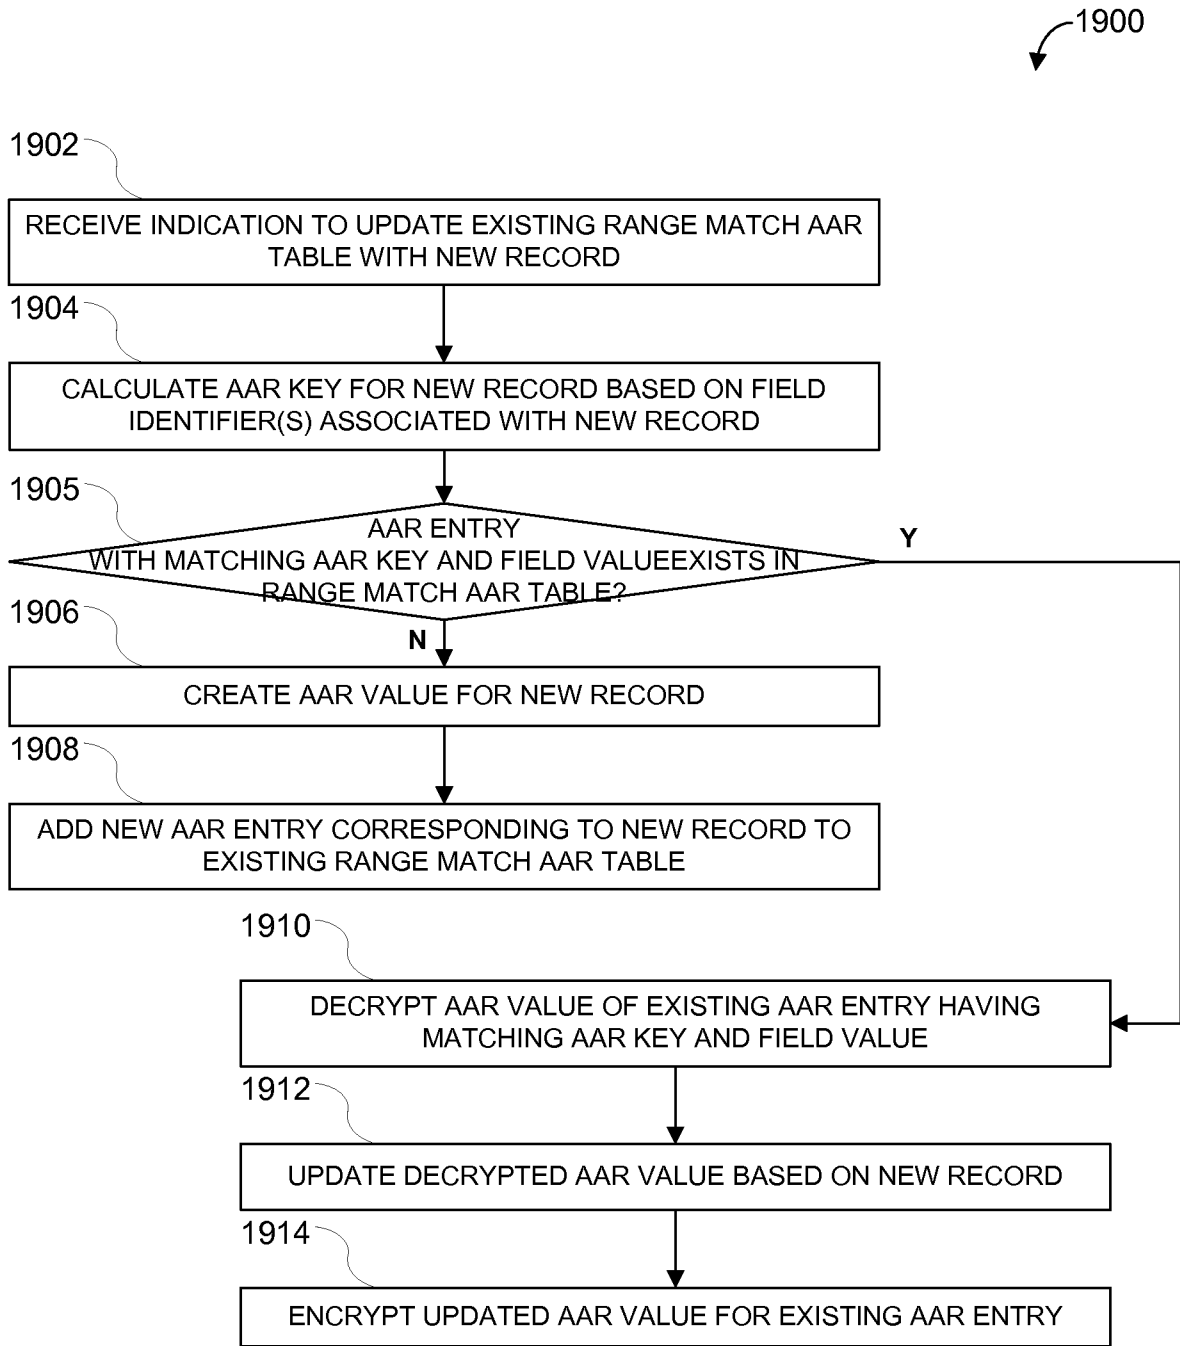 1900
1902
RECEIVE INDICATION TO UPDATE EXISTING RANGE MATCH AAR
TABLE WITH NEW RECORD
1904
CALCULATE AAR KEY FOR NEW RECORD BASED ON FIELD
IDENTIFIER(S) ASSOCIATED WITH NEW RECORD
1905
AAR ENTRY
WITH MATCHING AAR KEY AND FIELD VALUEEXISTS IN
RANGE MATCH AAR TABLE?
Y
N
1906
CREATE AAR VALUE FOR NEW RECORD
1908
ADD NEW AAR ENTRY CORRESPONDING TO NEW RECORD TO
EXISTING RANGE MATCH AAR TABLE
1910
DECRYPT AAR VALUE OF EXISTING AAR ENTRY HAVING
MATCHING AAR KEY AND FIELD VALUE
1912
UPDATE DECRYPTED AAR VALUE BASED ON NEW RECORD
1914
ENCRYPT UPDATED AAR VALUE FOR EXISTING AAR ENTRY